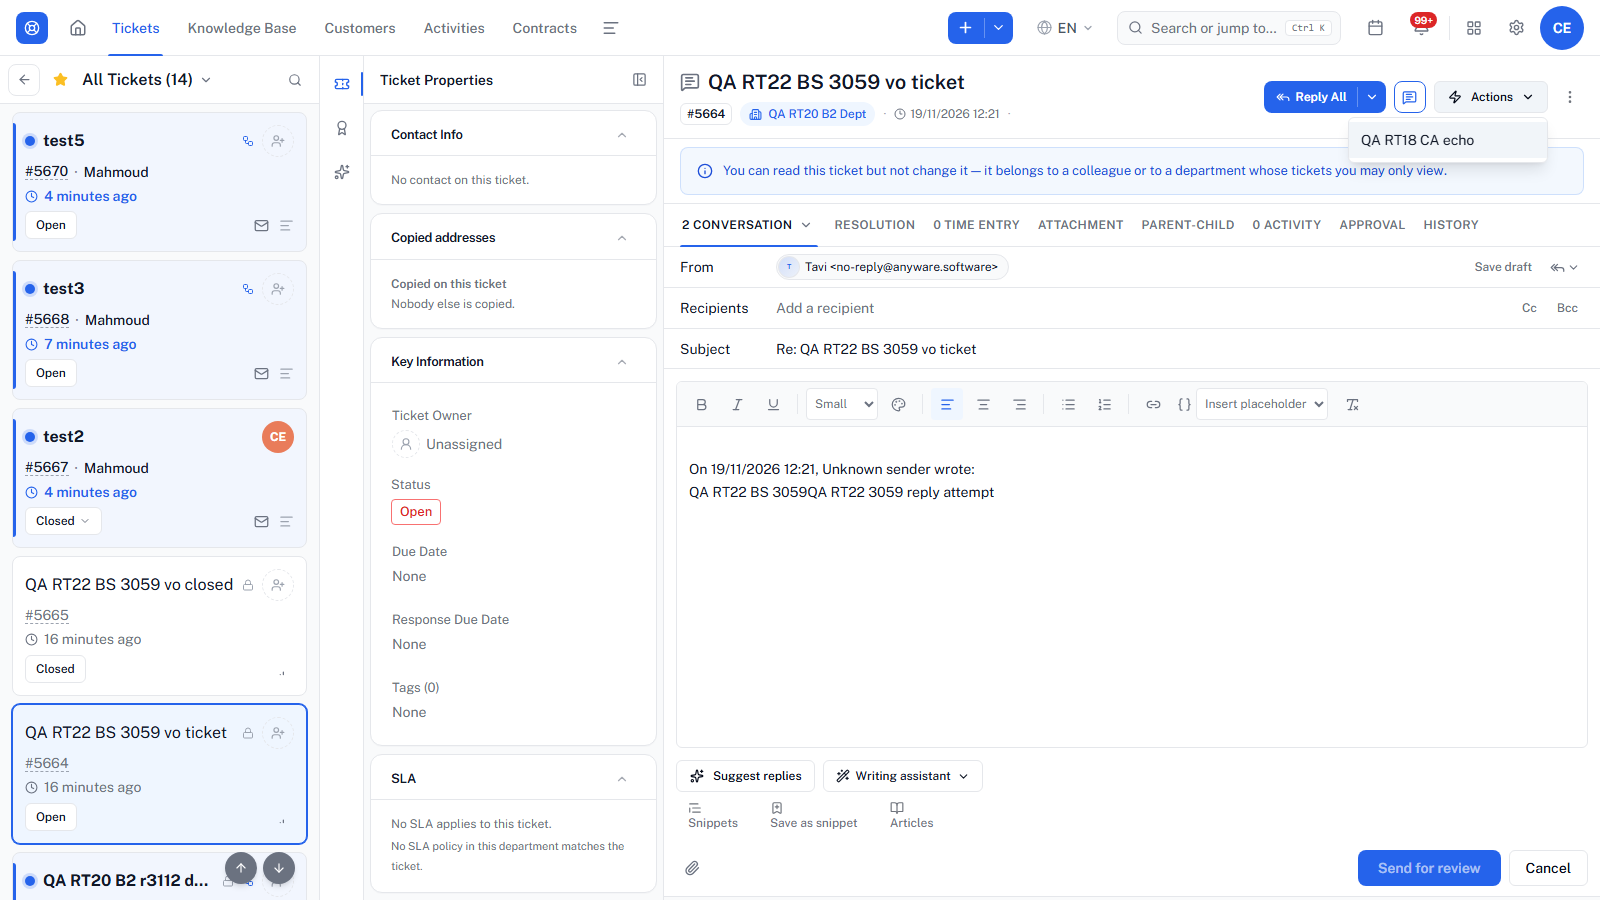 Tickets
Knowledge Base
Customers
Activities
Contracts
EN
Search or jump to...
Ctrl K
99+
CE
All Tickets (14)
test5
#5670 · Mahmoud
4 minutes ago
Open
test3
#5668 · Mahmoud
7 minutes ago
Open
test2
CE
#5667 · Mahmoud
4 minutes ago
Closed
QA RT22 BS 3059 vo closed
#5665
16 minutes ago
Closed
QA RT22 BS 3059 vo ticket
#5664
16 minutes ago
Open
QA RT20 B2 r3112 d...
Ticket Properties
Contact Info
No contact on this ticket.
Copied addresses
Copied on this ticket
Nobody else is copied.
Key Information
Ticket Owner
Unassigned
Status
Open
Due Date
None
Response Due Date
None
Tags (0)
None
SLA
No SLA applies to this ticket.
No SLA policy in this department matches the
ticket.
QA RT22 BS 3059 vo ticket
#5664
QA RT20 B2 Dept
· 19/11/2026 12:21 ·
Reply All
Actions
QA RT18 CA echo
You can read this ticket but not change it — it belongs to a colleague or to a department whose tickets you may only view.
2 CONVERSATION
RESOLUTION
0 TIME ENTRY
ATTACHMENT
PARENT-CHILD
0 ACTIVITY
APPROVAL
HISTORY
From
T
Tavi <no-reply@anyware.software>
Save draft
Recipients
Add a recipient
Cc
Bcc
Subject
Re: QA RT22 BS 3059 vo ticket
Small
Insert placeholder
On 19/11/2026 12:21, Unknown sender wrote:
QA RT22 BS 3059QA RT22 3059 reply attempt
Suggest replies
Writing assistant
Snippets
Save as snippet
Articles
Send for review
Cancel